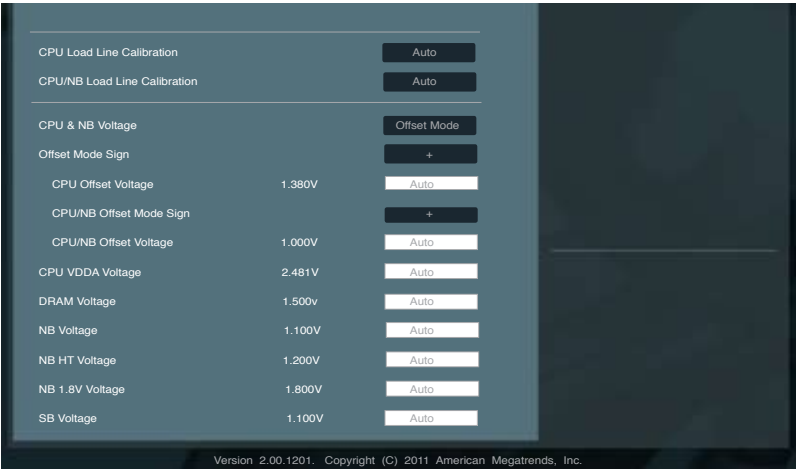 CPU Load Line Calibration Auto
CPU/NB Load Line Calibration Auto
CPU & NB Voltage Offset Mode
Offset Mode Sign +
CPU Offset Voltage 1.380V Auto
CPU/NB Offset Mode Sign +
CPU/NB Offset Voltage 1.000V Auto
CPU VDDA Voltage 2.481V Auto
DRAM Voltage 1.500v Auto
NB Voltage 1.100V Auto
NB HT Voltage 1.200V Auto
NB 1.8V Voltage 1.800V Auto
SB Voltage 1.100V Auto
Version 2.00.1201. Copyright (C) 2011 American Megatrends, Inc.